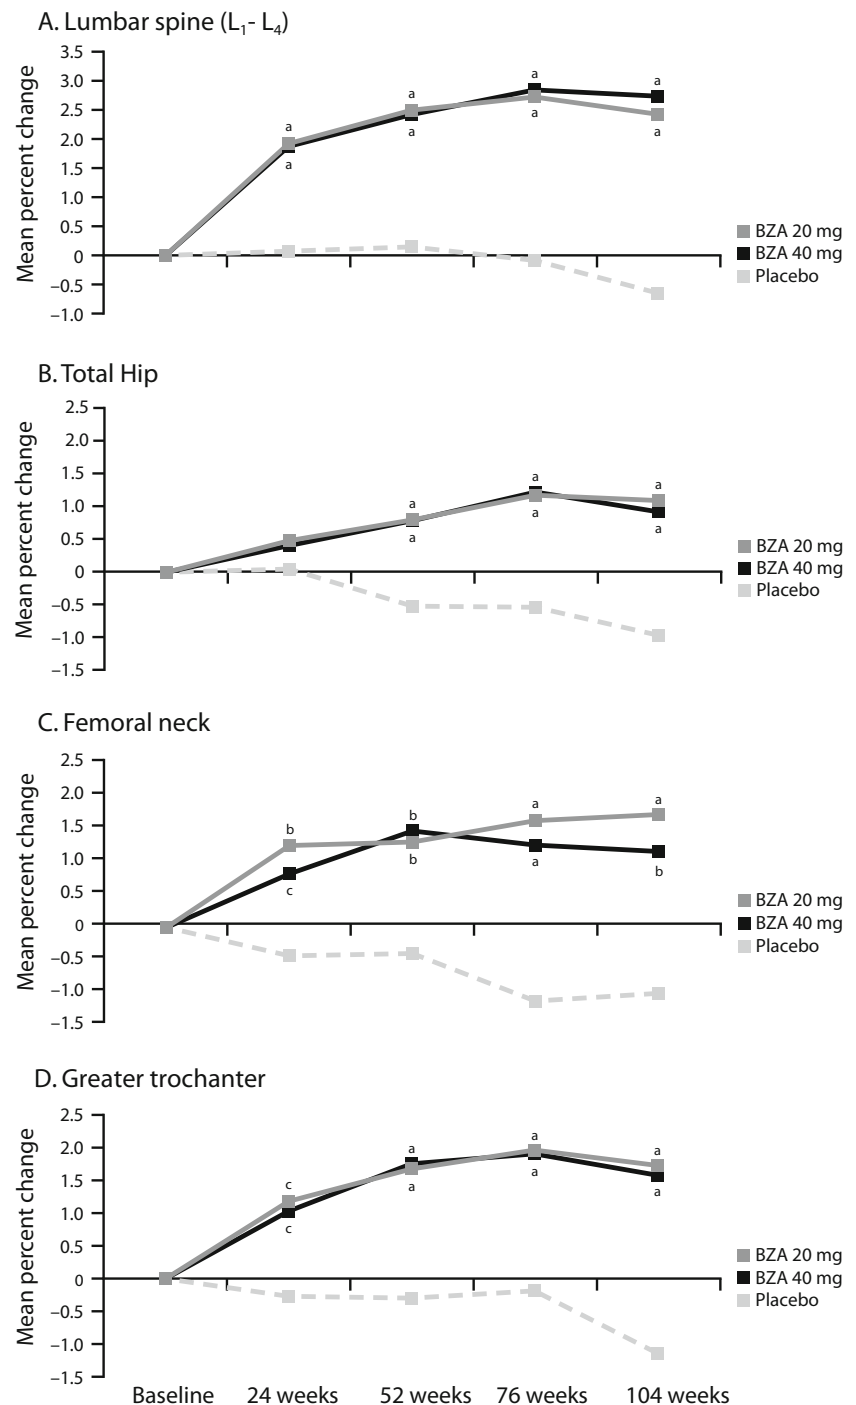 A. Lumbar spine (L₁- L₄)
Mean percent change
3.5
3.0
2.5
2.0
1.5
1.0
0.5
0
–0.5
–1.0
a
a
a
a
a
a
a
a
BZA 20 mg
BZA 40 mg
Placebo
B. Total Hip
Mean percent change
2.5
2.0
1.5
1.0
0.5
0
–0.5
–1.0
–1.5
a
a
a
a
a
a
BZA 20 mg
BZA 40 mg
Placebo
C. Femoral neck
Mean percent change
2.5
2.0
1.5
1.0
0.5
0
–0.5
–1.0
–1.5
b
c
b
b
a
a
a
b
BZA 20 mg
BZA 40 mg
Placebo
D. Greater trochanter
Mean percent change
2.5
2.0
1.5
1.0
0.5
0
–0.5
–1.0
–1.5
c
c
a
a
a
a
a
a
BZA 20 mg
BZA 40 mg
Placebo
Baseline 24 weeks 52 weeks 76 weeks 104 weeks